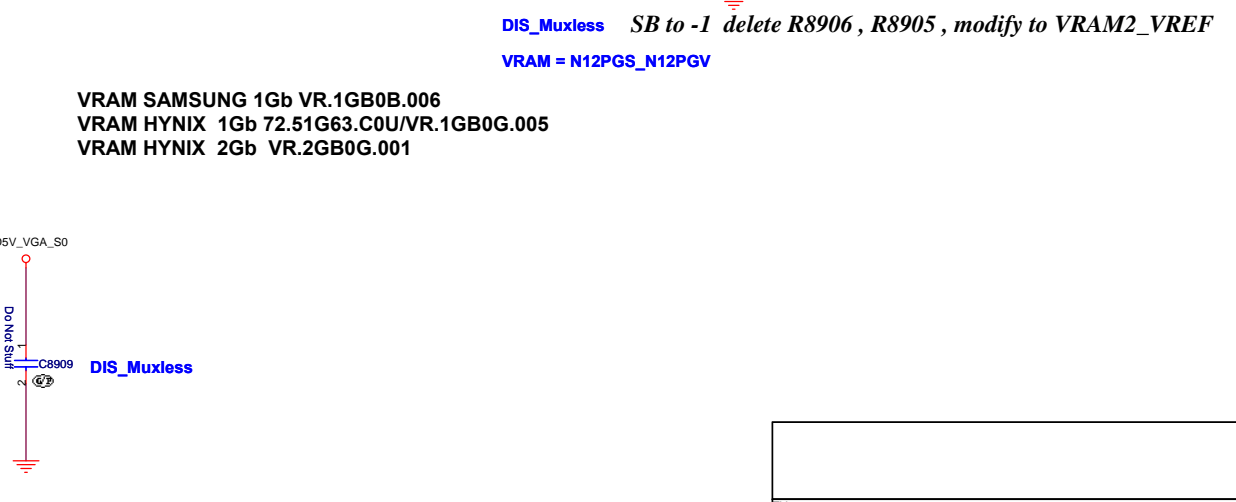 DIS_Muxless SB to -1 delete R8906 , R8905 , modify to VRAM2_VREF
VRAM = N12PGS_N12PGV
VRAM SAMSUNG 1Gb VR.1GB0B.006
VRAM HYNIX 1Gb 72.51G63.C0U/VR.1GB0G.005
VRAM HYNIX 2Gb VR.2GB0G.001
5V_VGA_S0
Do Not Stuff
1
C8909
DIS_Muxless
2